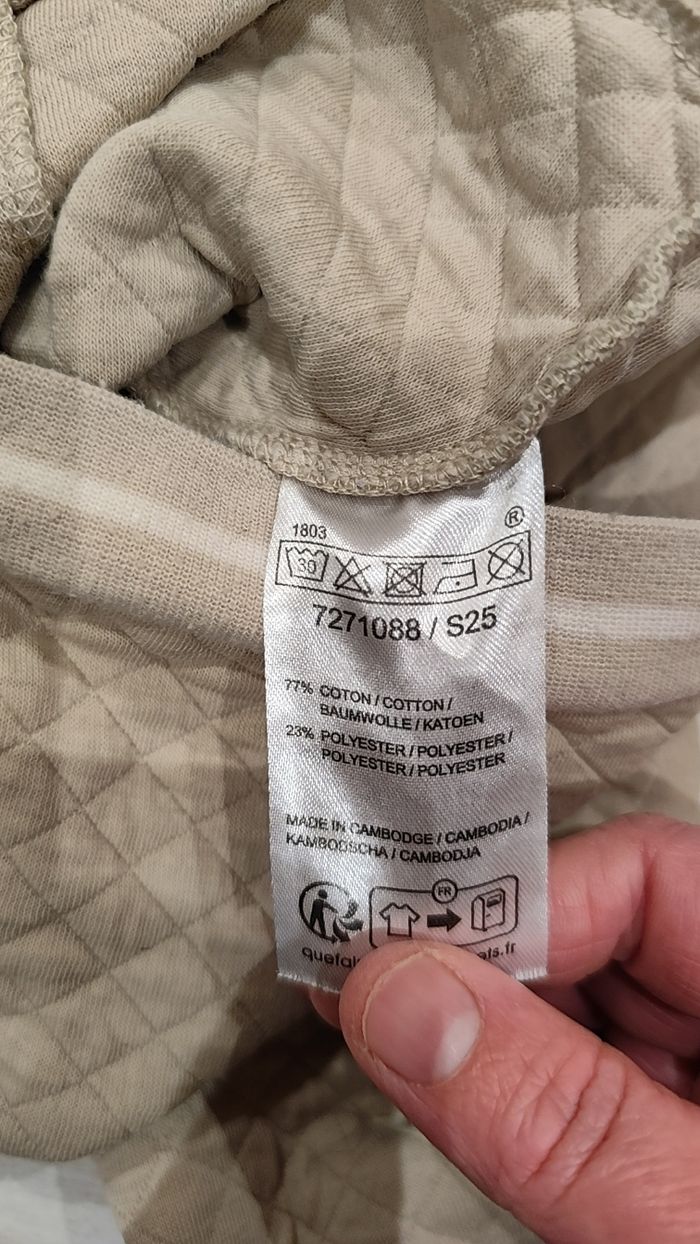 1803
®
30
7271088 / S25
77% COTON / COTTON /
BAUMWOLLE / KATOEN
23% POLYESTER / POLYESTER /
POLYESTER / POLYESTER
MADE IN CAMBODGE / CAMBODIA /
KAMBODSCHA / CAMBODJA
FR